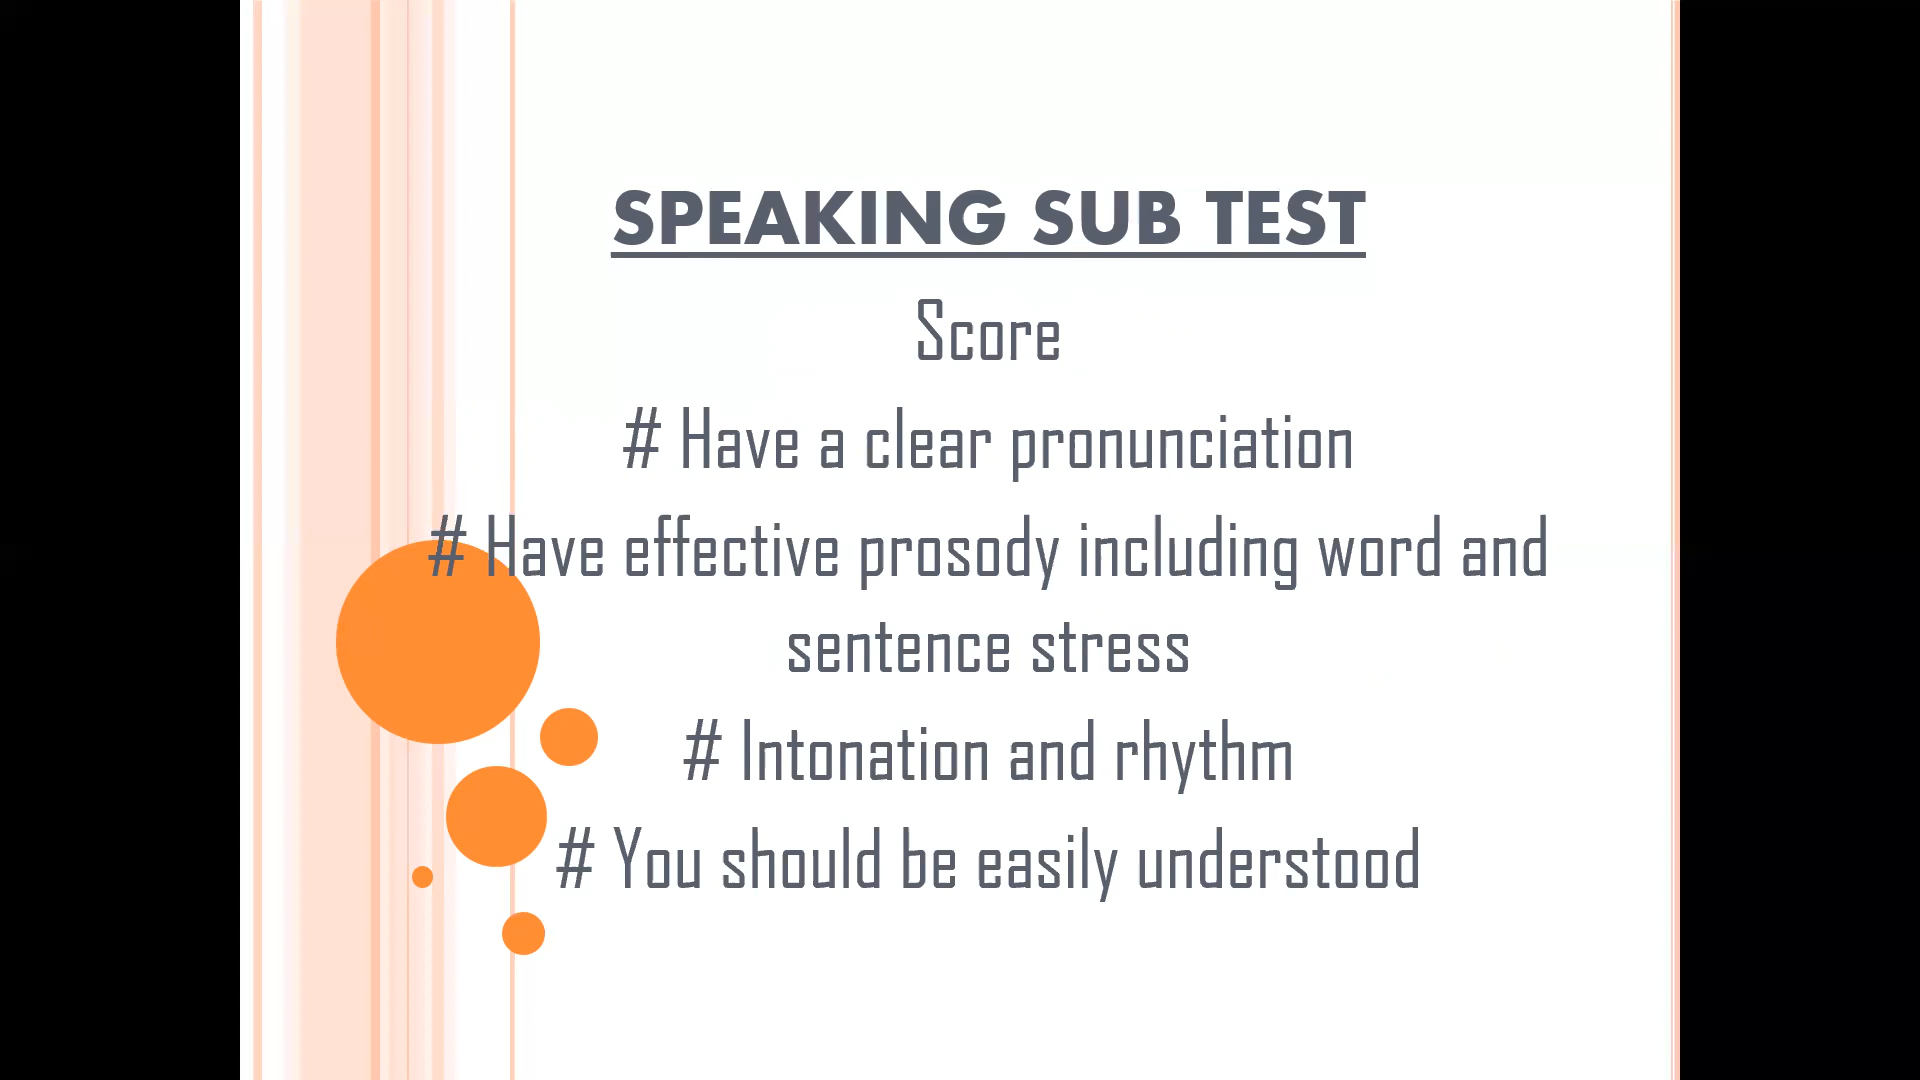 SPEAKING SUB TEST
Score
# Have a clear pronunciation
# Have effective prosody including word and
sentence stress
# Intonation and rhythm
# You should be easily understood